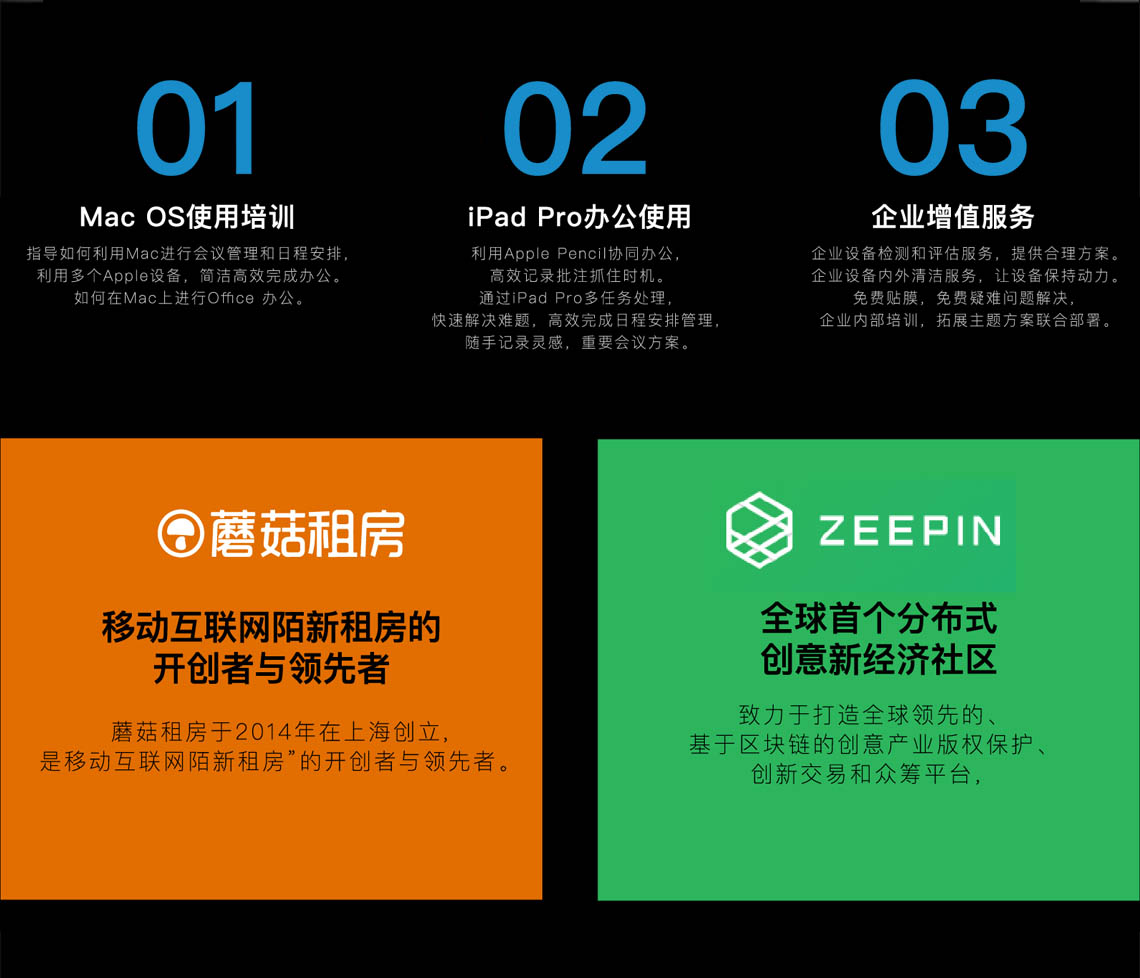 01
Mac OS使用培训
指导如何利用Mac进行会议管理和日程安排,
利用多个Apple设备，简洁高效完成办公。
如何在Mac上进行Office 办公。
02
iPad Pro办公使用
利用Apple Pencil协同办公,
高效记录批注抓住时机。
通过iPad Pro多任务处理,
快速解决难题，高效完成日程安排管理,
随手记录灵感，重要会议方案。
03
企业增值服务
企业设备检测和评估服务，提供合理方案。
企业设备内外清洁服务，让设备保持动力。
免费贴膜，免费疑难问题解决,
企业内部培训，拓展主题方案联合部署。
蘑菇租房
移动互联网陌新租房的
开创者与领先者
蘑菇租房于2014年在上海创立,
是移动互联网陌新租房”的开创者与领先者。
ZEEPIN
全球首个分布式
创意新经济社区
致力于打造全球领先的、
基于区块链的创意产业版权保护、
创新交易和众筹平台,